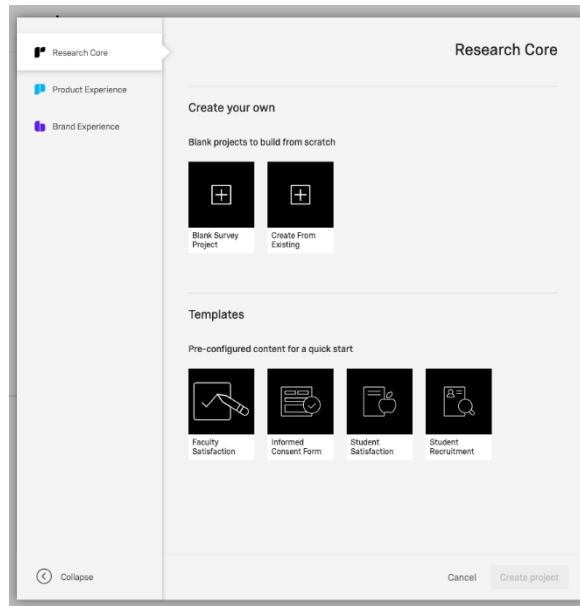 Research Core
Product Experience
Brand Experience
Research Core
Create your own
Blank projects to build from scratch
Blank Survey
Project
Create From
Existing
Templates
Pre-configured content for a quick start
Faculty
Satisfaction
Informed
Consent Form
Student
Satisfaction
Student
Recruitment
Collapse
Cancel
Create project